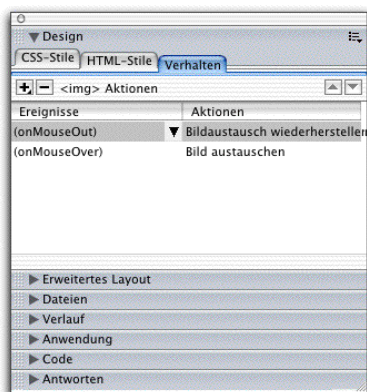 Design
CSS-Stile HTML-Stile Verhalten
<img> Aktionen
Ereignisse Aktionen
(onMouseOut) Bildaustausch wiederhersteller
(onMouseOver) Bild austauschen
Erweitertes Layout
Dateien
Verlauf
Anwendung
Code
Antworten